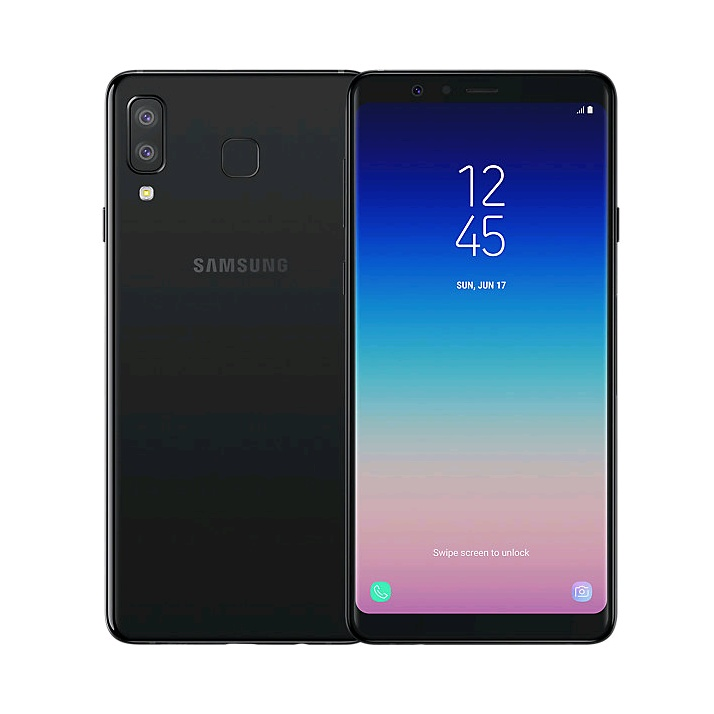 SAMSUNG
12
45
SUN, JUN 17
Swipe screen to unlock